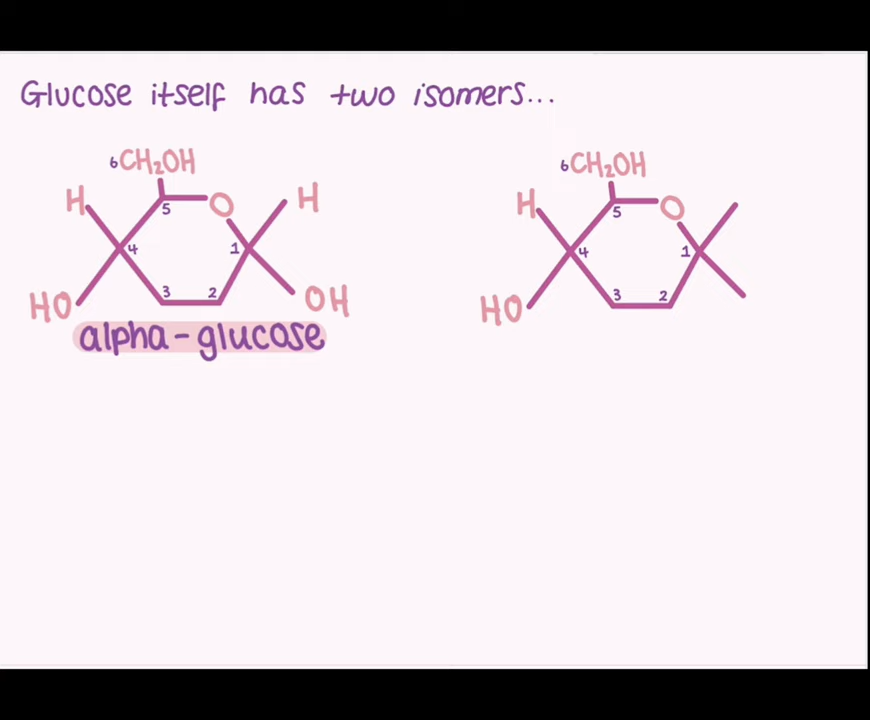 Glucose itself has two isomers...
6CH2OH
H 5 O H
4 1
3 2
HO OH
alpha-glucose
6CH2OH
H 5 O
4 1
3 2
HO